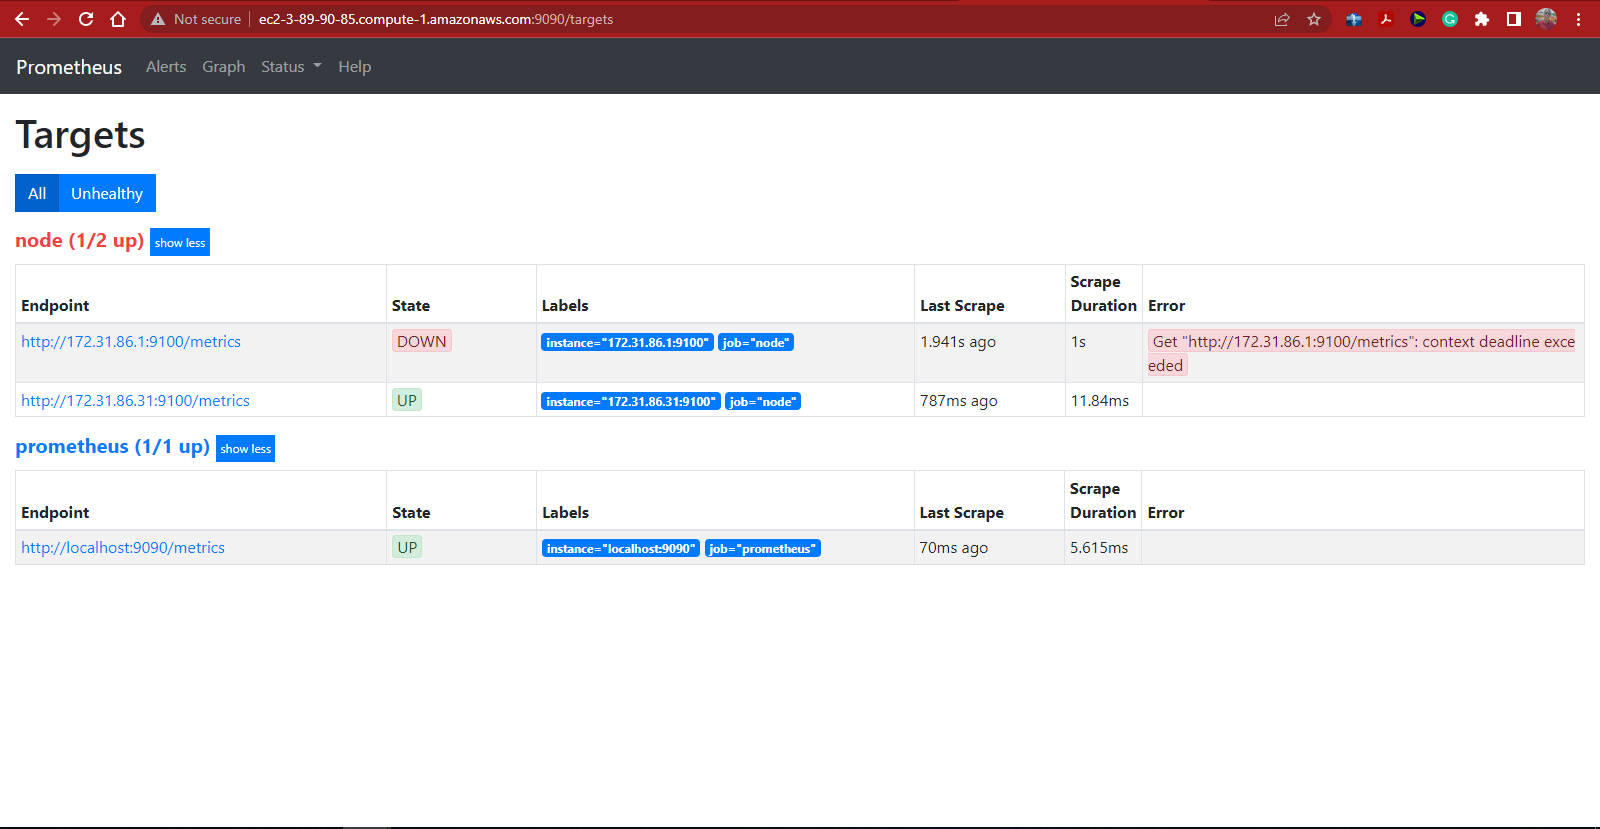 Not secure ec2-3-89-90-85.compute-1.amazonaws.com:9090/targets
Prometheus Alerts Graph Status Help
Targets
All Unhealthy
node (1/2 up) show less
Endpoint State Labels Last Scrape Scrape Duration Error
http://172.31.86.1:9100/metrics DOWN instance="172.31.86.1:9100" job="node" 1.941s ago 1s Get "http://172.31.86.1:9100/metrics": context deadline exce
eded
http://172.31.86.31:9100/metrics UP instance="172.31.86.31:9100" job="node" 787ms ago 11.84ms
prometheus (1/1 up) show less
Endpoint State Labels Last Scrape Scrape Duration Error
http://localhost:9090/metrics UP instance="localhost:9090" job="prometheus" 70ms ago 5.615ms